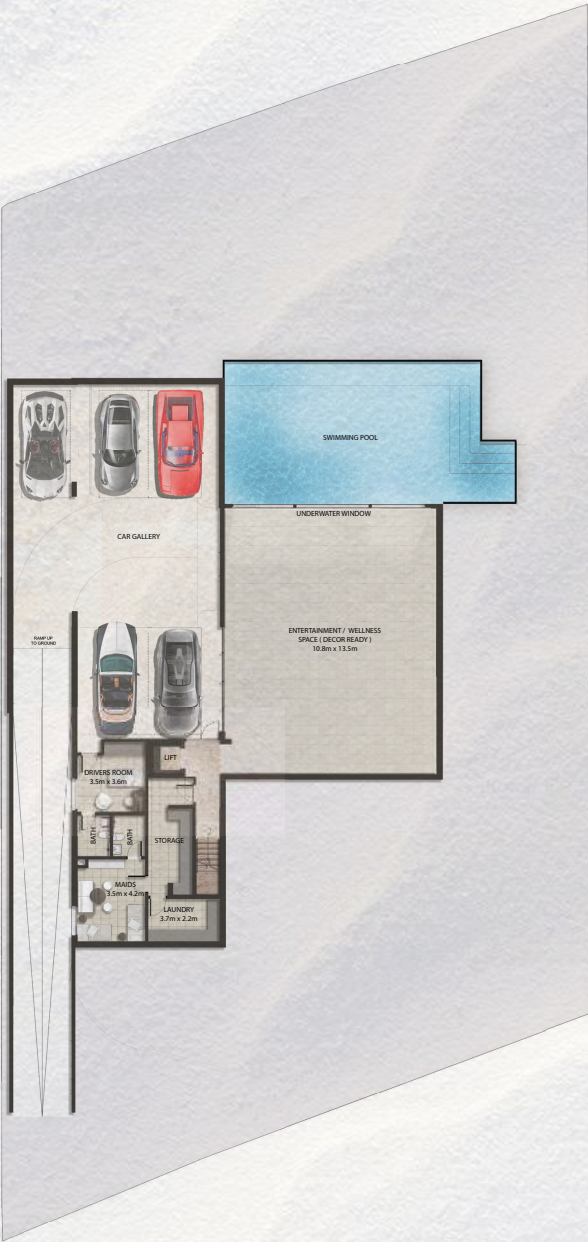 SWIMMING POOL
UNDERWATER WINDOW
CAR GALLERY
ENTERTAINMENT / WELLNESS
SPACE ( DECOR READY )
10.8m x 13.5m
RAMP UP
TO GROUND
LIFT
DRIVERS ROOM
3.5m x 3.6m
BATH
BATH
STORAGE
MAIDS
3.5m x 4.2m
LAUNDRY
3.7m x 2.2m